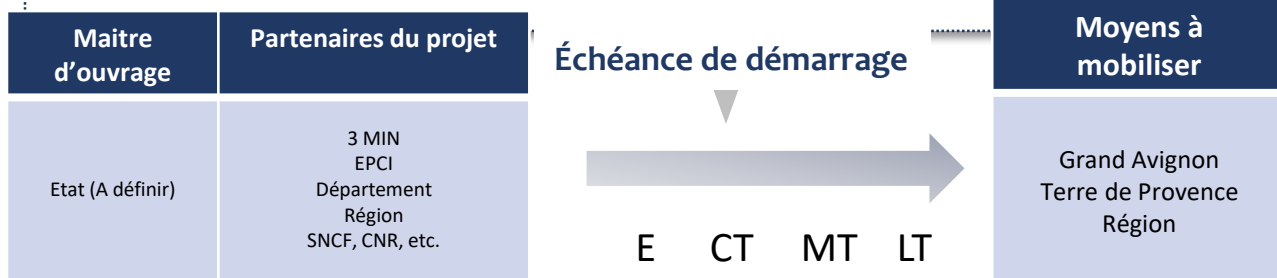 Maitre
d’ouvrage
Partenaires du projet
Échéance de démarrage
Moyens à
mobiliser
Etat (A définir)
3 MIN
EPCI
Département
Région
SNCF, CNR, etc.
E CT MT LT
Grand Avignon
Terre de Provence
Région